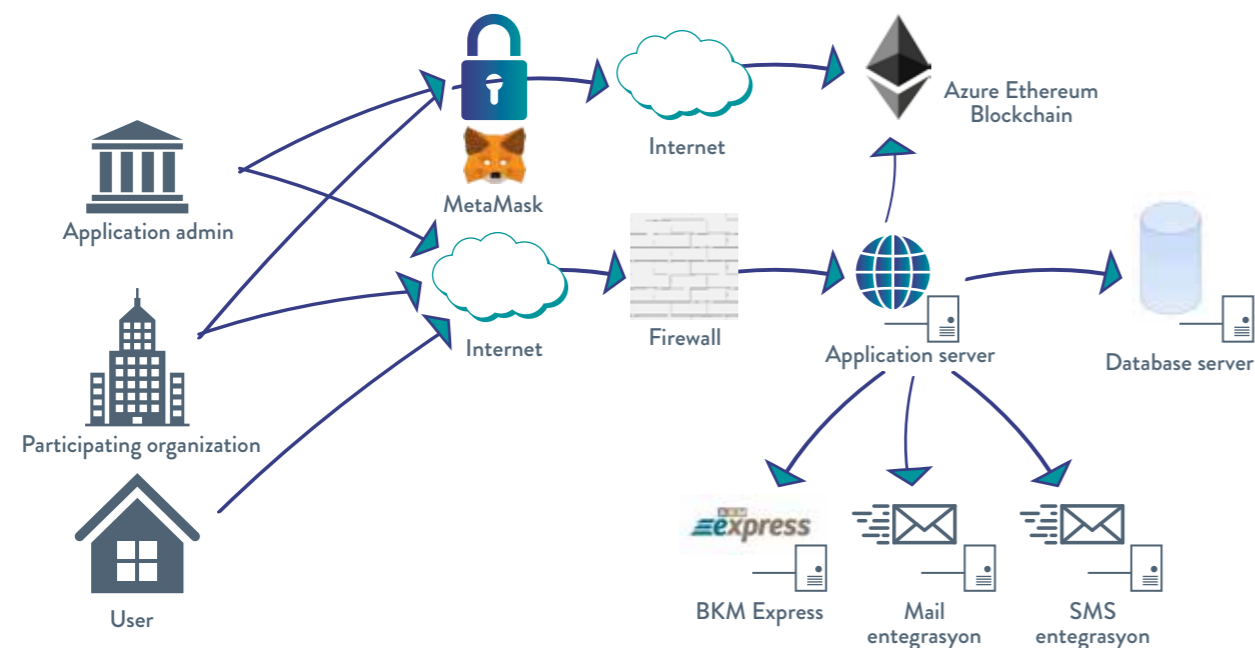 Azure Ethereum
Blockchain
Internet
MetaMask
Application admin
Internet
Firewall
Application server
Database server
Participating organization
BKM
express
User
BKM Express
Mail
entegrasyon
SMS
entegrasyon